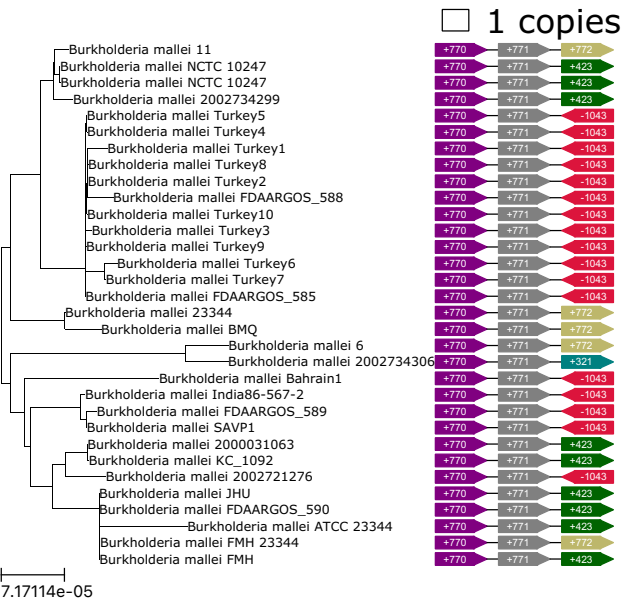 1 copies
Burkholderia mallei 11 +770 +771 +772
Burkholderia mallei NCTC 10247 +770 +771 +423
Burkholderia mallei NCTC 10247 +770 +771 +423
Burkholderia mallei 2002734299 +770 +771 +423
Burkholderia mallei Turkey5 +770 +771 -1043
Burkholderia mallei Turkey4 +770 +771 -1043
Burkholderia mallei Turkey1 +770 +771 -1043
Burkholderia mallei Turkey8 +770 +771 -1043
Burkholderia mallei Turkey2 +770 +771 -1043
Burkholderia mallei FDAARGOS_588 +770 +771 -1043
Burkholderia mallei Turkey10 +770 +771 -1043
Burkholderia mallei Turkey3 +770 +771 -1043
Burkholderia mallei Turkey9 +770 +771 -1043
Burkholderia mallei Turkey6 +770 +771 -1043
Burkholderia mallei Turkey7 +770 +771 -1043
Burkholderia mallei FDAARGOS_585 +770 +771 -1043
Burkholderia mallei 23344 +770 +771 +772
Burkholderia mallei BMQ +770 +771 +772
Burkholderia mallei 6 +770 +771 +772
Burkholderia mallei 2002734306 +770 +771 +321
Burkholderia mallei Bahrain1 +770 +771 -1043
Burkholderia mallei India86-567-2 +770 +771 -1043
Burkholderia mallei FDAARGOS_589 +770 +771 -1043
Burkholderia mallei SAVP1 +770 +771 -1043
Burkholderia mallei 2000031063 +770 +771 +423
Burkholderia mallei KC_1092 +770 +771 +423
Burkholderia mallei 2002721276 +770 +771 -1043
Burkholderia mallei JHU +770 +771 +423
Burkholderia mallei FDAARGOS_590 +770 +771 +423
Burkholderia mallei ATCC 23344 +770 +771 +423
Burkholderia mallei FMH 23344 +770 +771 +772
Burkholderia mallei FMH +770 +771 +423
7.17114e-05